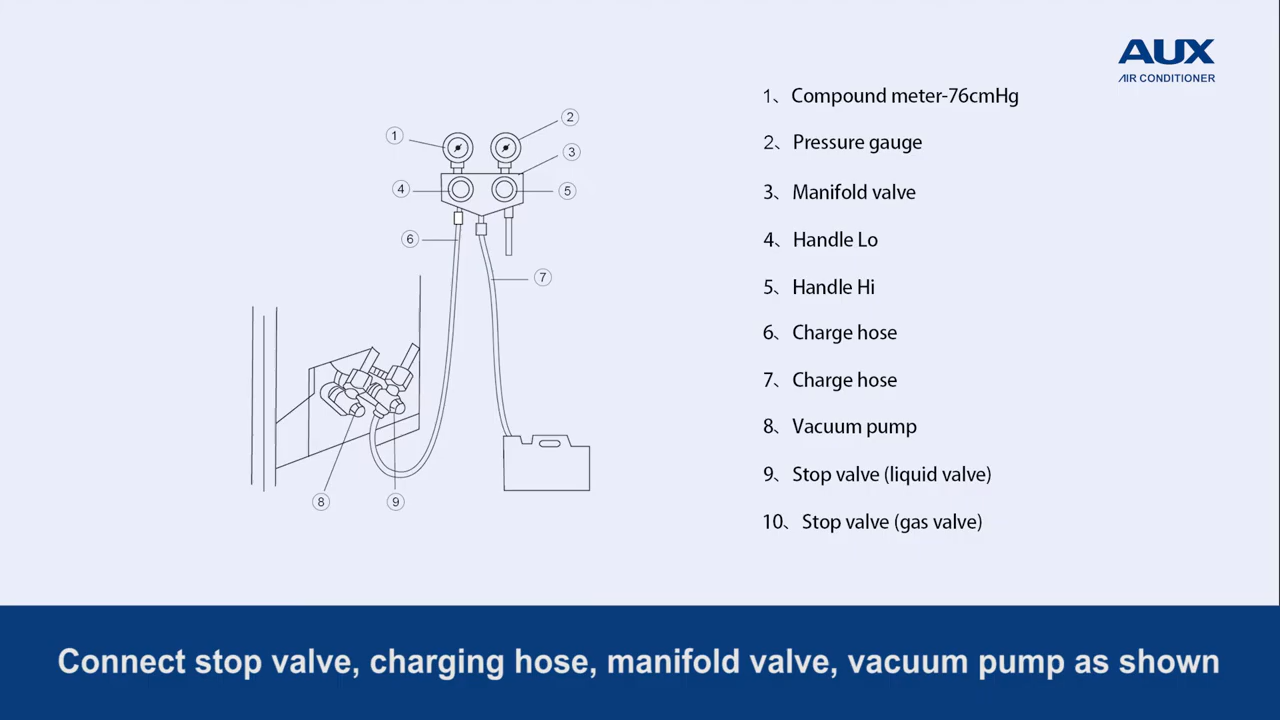 AUX
AIR CONDITIONER
1、Compound meter-76cmHg
2、Pressure gauge
3、Manifold valve
4、Handle Lo
5、Handle Hi
6、Charge hose
7、Charge hose
8、Vacuum pump
9、Stop valve (liquid valve)
10、Stop valve (gas valve)
1
2
3
4
5
6
7
8
9
Connect stop valve, charging hose, manifold valve, vacuum pump as shown